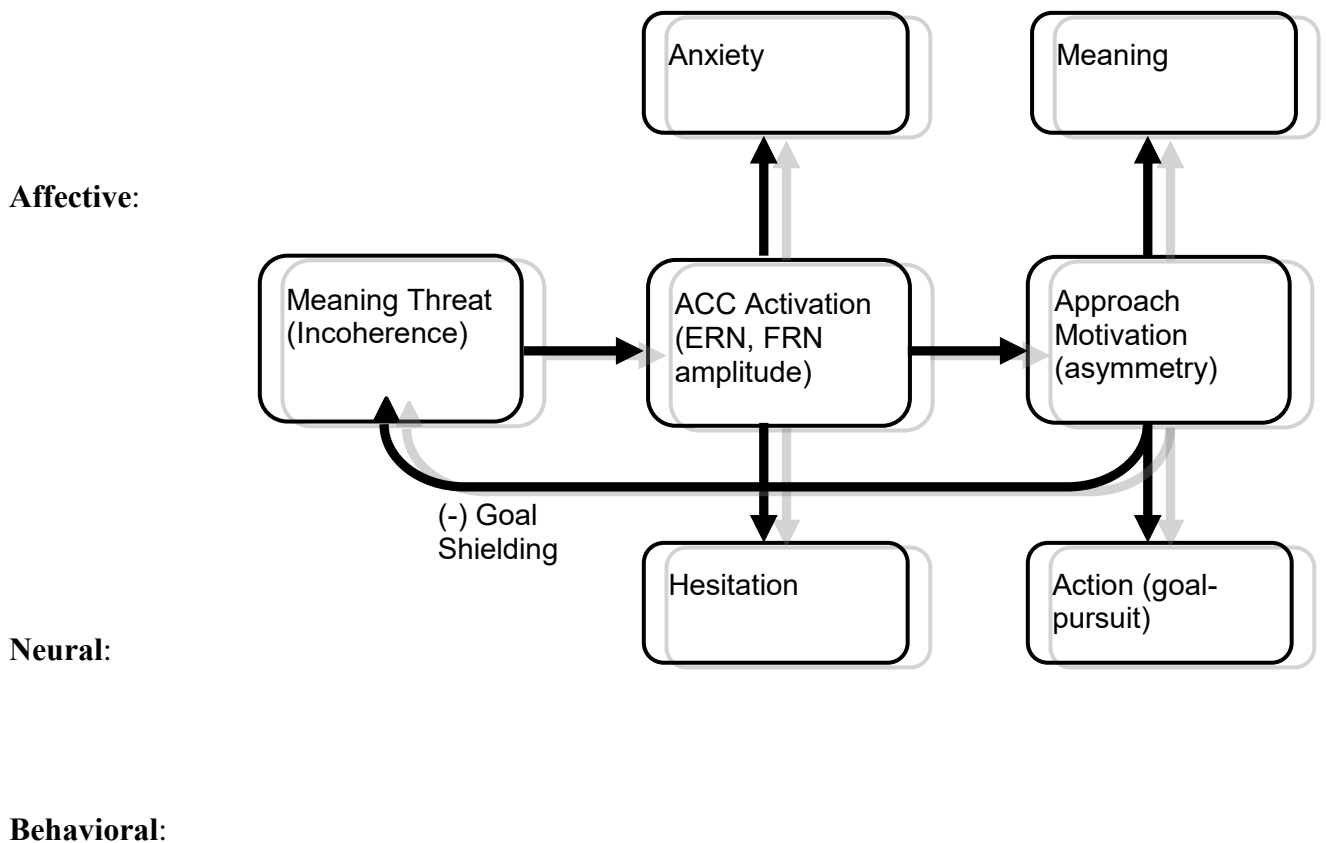 Anxiety
Meaning
Affective:
Meaning Threat
(Incoherence)
ACC Activation
(ERN, FRN
amplitude)
Approach
Motivation
(asymmetry)
(-) Goal
Shielding
Hesitation
Action (goal-
pursuit)
Neural:
Behavioral: